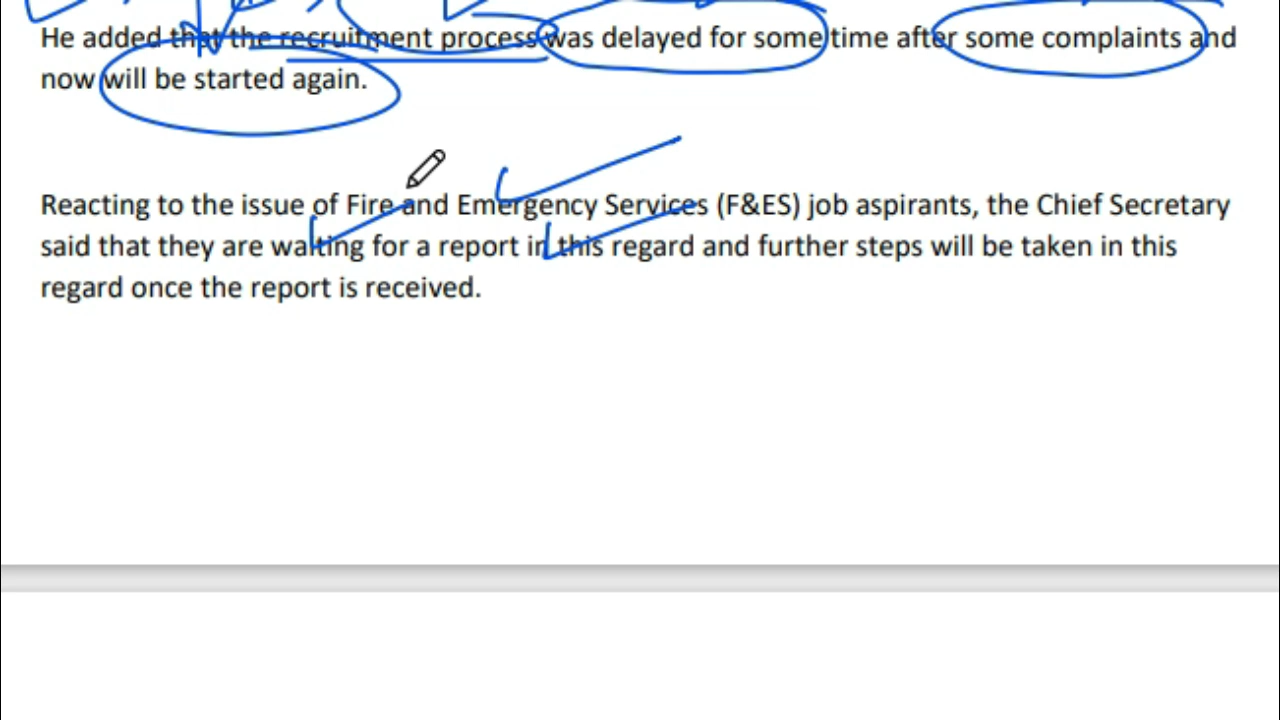 He added that the recruitment process was delayed for some time after some complaints and
now will be started again.
Reacting to the issue of Fire and Emergency Services (F&ES) job aspirants, the Chief Secretary
said that they are waiting for a report in this regard and further steps will be taken in this
regard once the report is received.